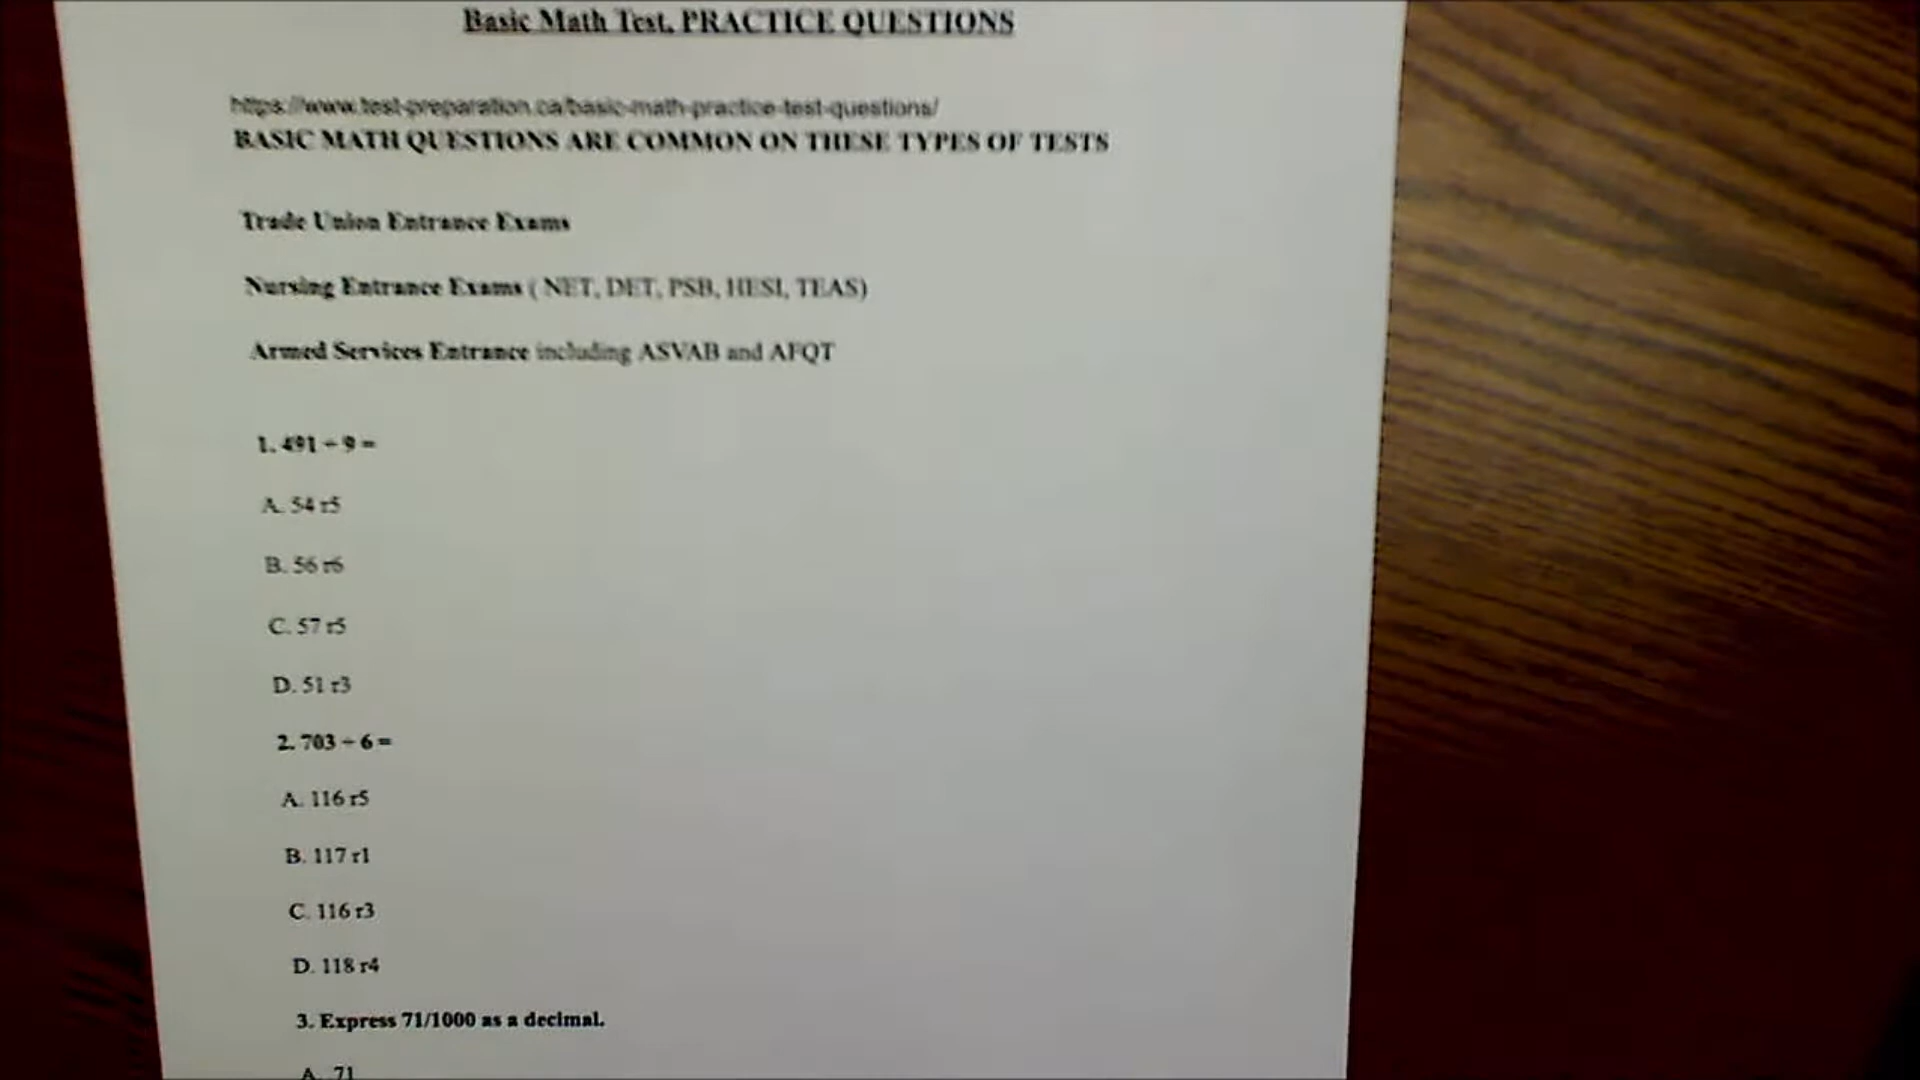 Basic Math Test. PRACTICE QUESTIONS
https://www.test-preparation.ca/basic-math-practice-test-questions/
BASIC MATH QUESTIONS ARE COMMON ON THESE TYPES OF TESTS
Trade Union Entrance Exams
Nursing Entrance Exams ( NET, DET, PSB, HESI, TEAS)
Armed Services Entrance including ASVAB and AFQT
1. 491 ÷ 9 =
A. 54 r5
B. 56 r6
C. 57 r5
D. 51 r3
2. 703 ÷ 6 =
A. 116 r5
B. 117 r1
C. 116 r3
D. 118 r4
3. Express 71/1000 as a decimal.
A. .71